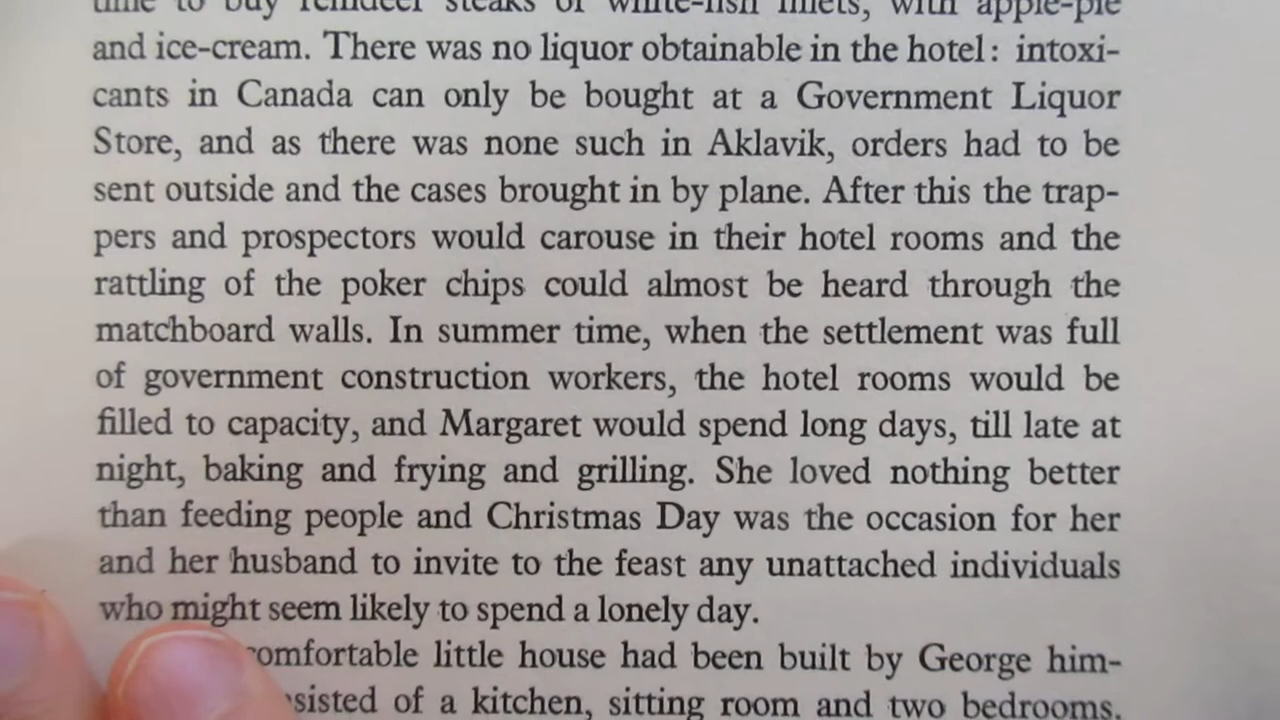 time to buy reindeer steaks or white-fish fillets, with apple-pie
and ice-cream. There was no liquor obtainable in the hotel: intoxi-
cants in Canada can only be bought at a Government Liquor
Store, and as there was none such in Aklavik, orders had to be
sent outside and the cases brought in by plane. After this the trap-
pers and prospectors would carouse in their hotel rooms and the
rattling of the poker chips could almost be heard through the
matchboard walls. In summer time, when the settlement was full
of government construction workers, the hotel rooms would be
filled to capacity, and Margaret would spend long days, till late at
night, baking and frying and grilling. She loved nothing better
than feeding people and Christmas Day was the occasion for her
and her husband to invite to the feast any unattached individuals
who might seem likely to spend a lonely day.
omfortable little house had been built by George him-
sisted of a kitchen, sitting room and two bedrooms.